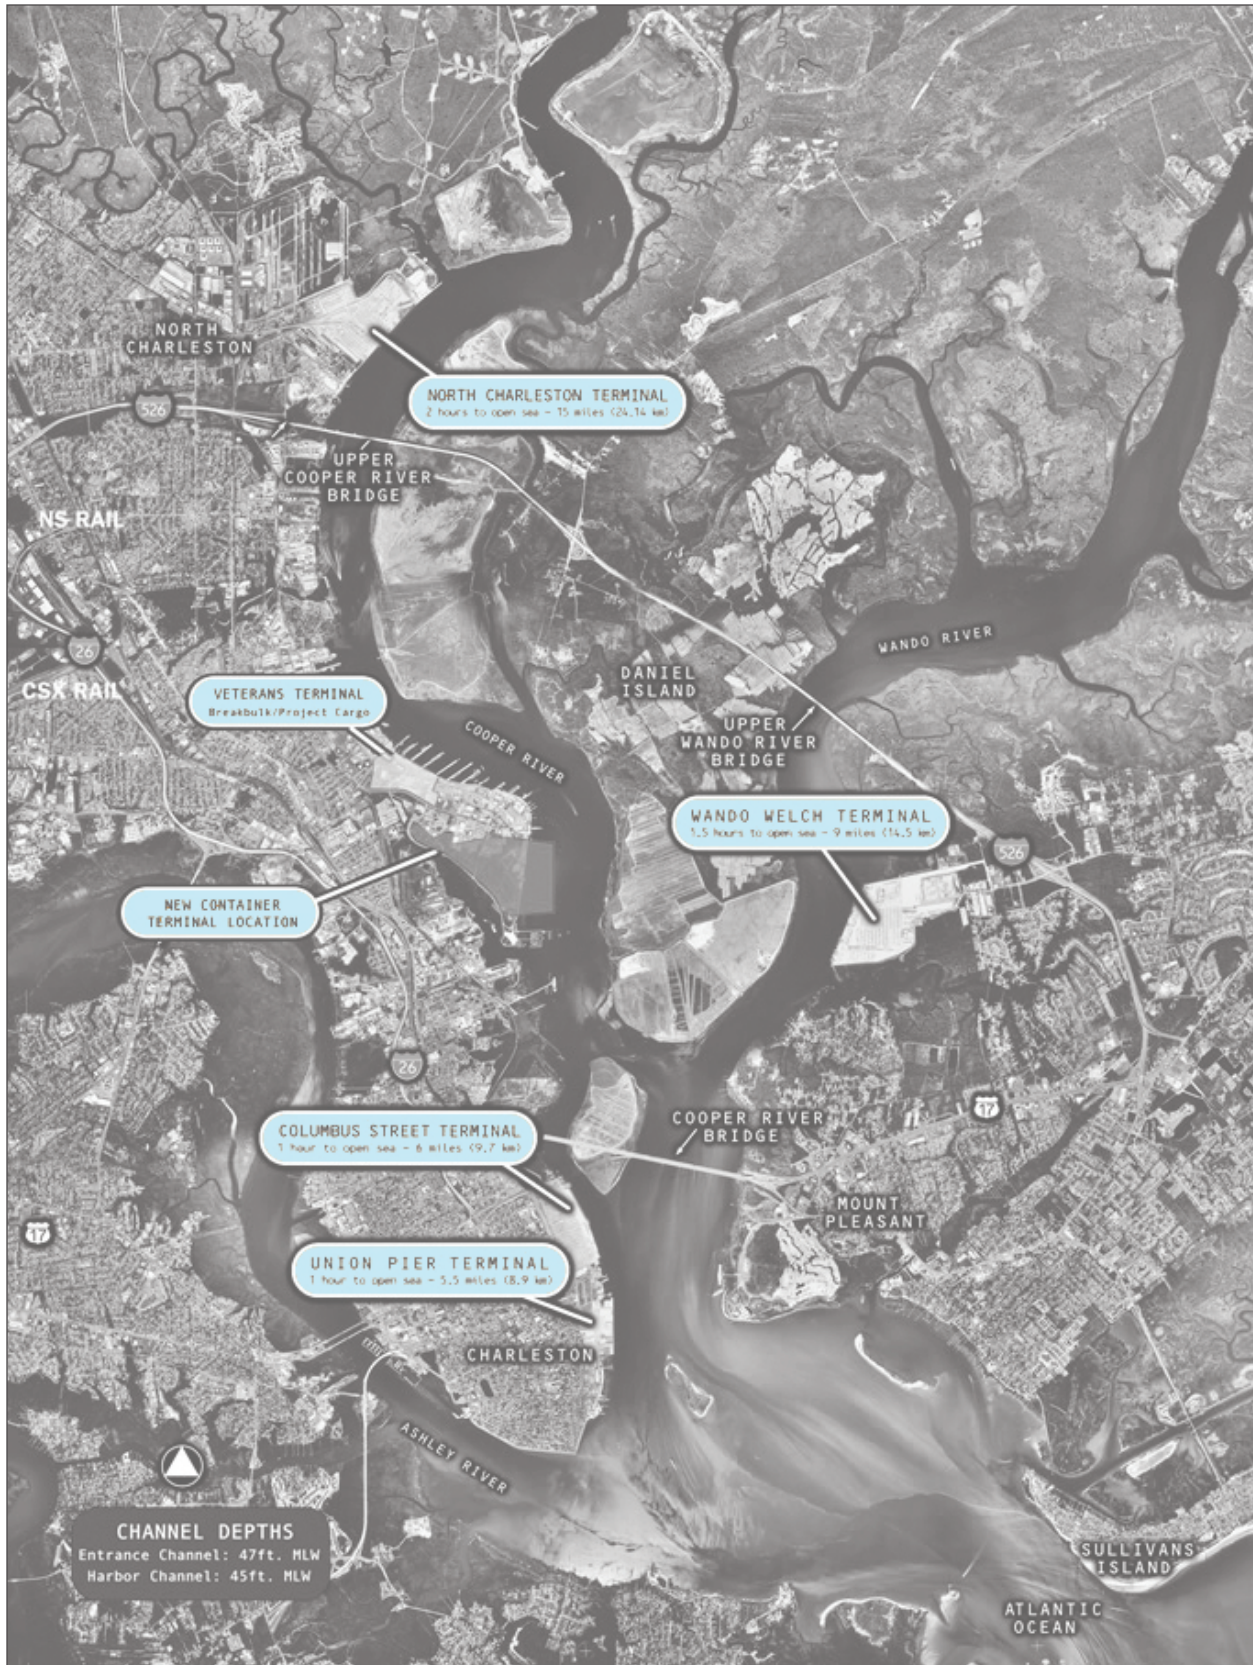 NORTH
CHARLESTON
NORTH CHARLESTON TERMINAL
2 hours to open sea - 15 miles (24.14 km)
526
UPPER
COOPER RIVER
BRIDGE
NS RAIL
WANDO RIVER
26
CSX RAIL
DANIEL
ISLAND
VETERANS TERMINAL
Breakbulk/Project Cargo
COOPER RIVER
UPPER
WANDO RIVER
BRIDGE
WANDO WELCH TERMINAL
1.5 hours to open sea - 9 miles (14.5 km)
526
NEW CONTAINER
TERMINAL LOCATION
26
17
COLUMBUS STREET TERMINAL
1 hour to open sea - 6 miles (9.7 km)
COOPER RIVER
BRIDGE
MOUNT
PLEASANT
17
UNION PIER TERMINAL
1 hour to open sea - 5.5 miles (8.9 km)
CHARLESTON
ASHLEY RIVER
CHANNEL DEPTHS
Entrance Channel: 47ft. MLW
Harbor Channel: 45ft. MLW
SULLIVANS
ISLAND
ATLANTIC
OCEAN